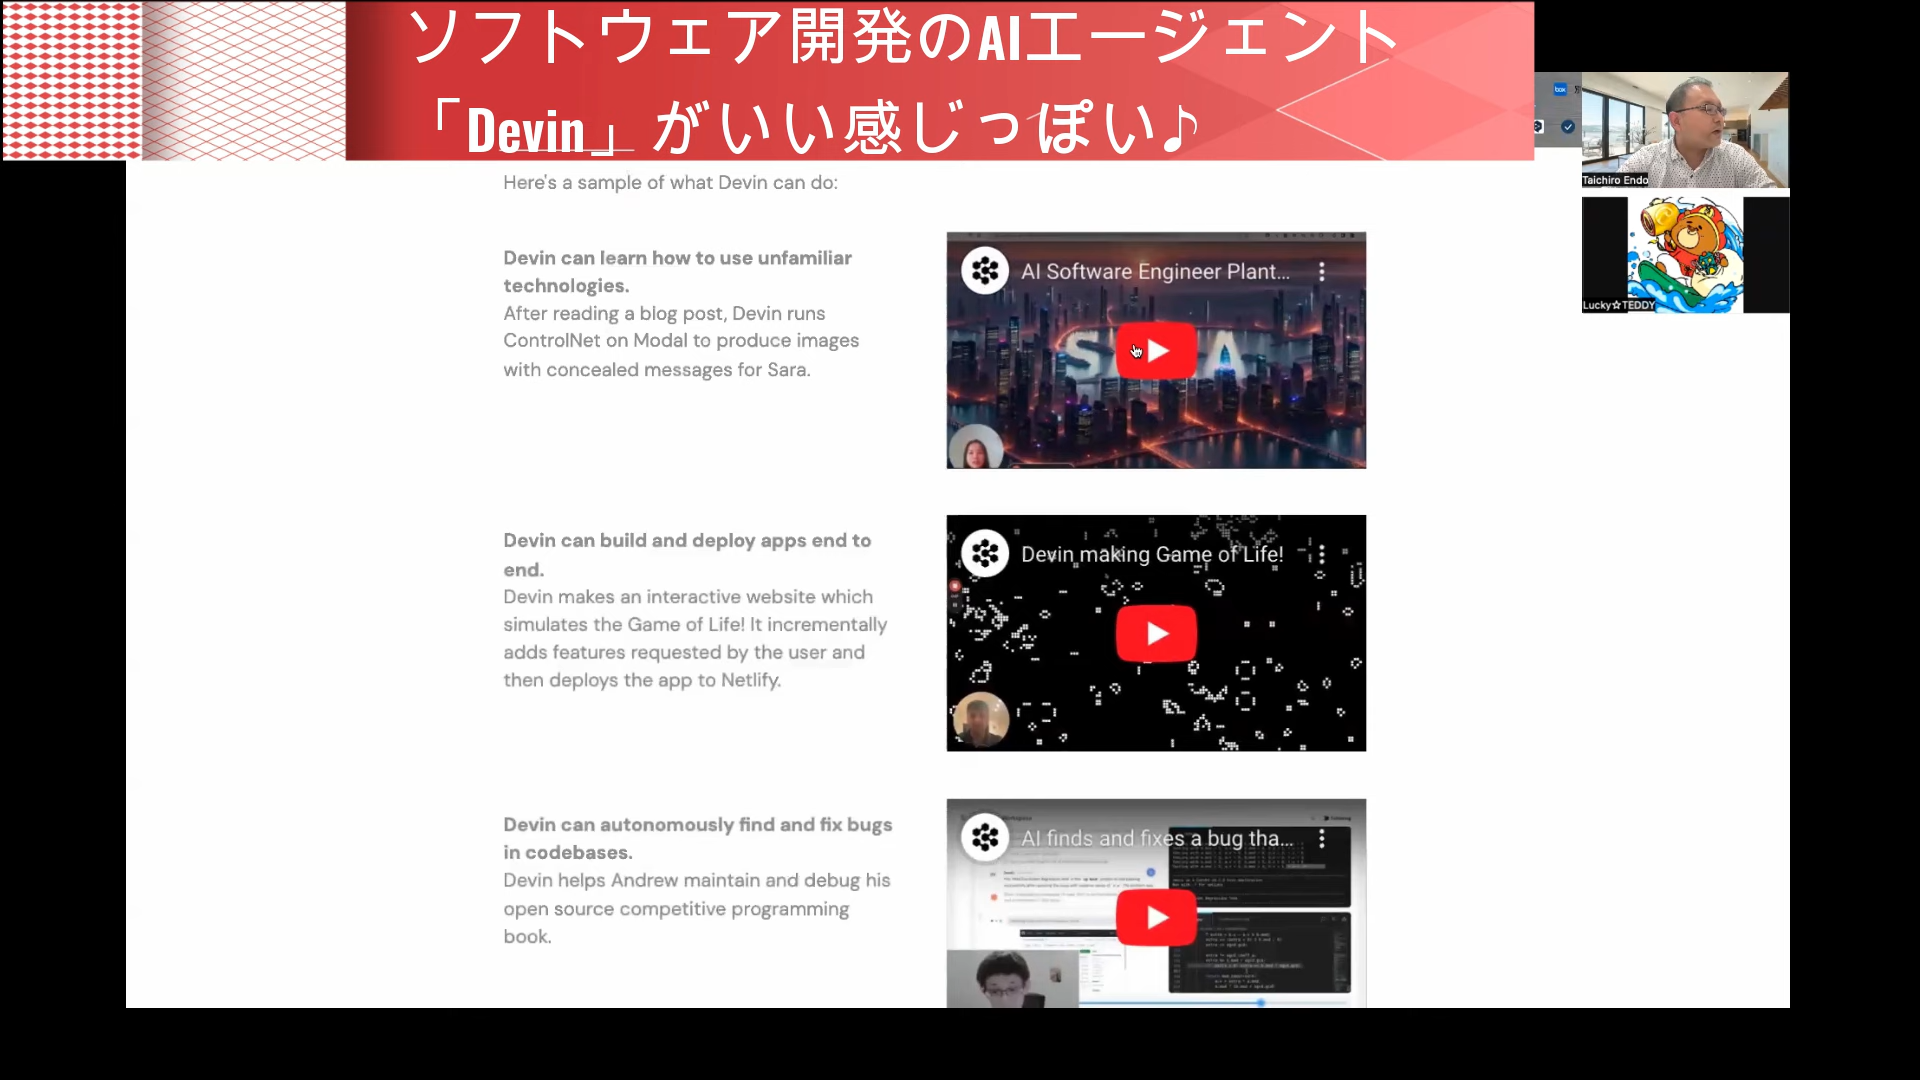 ソフトウェア開発のAIエージェント
「Devin」がいい感じっぽい♪
box
Taichiro Endo
Lucky☆TEDDY
Here's a sample of what Devin can do:
Devin can learn how to use unfamiliar
technologies.
After reading a blog post, Devin runs
ControlNet on Modal to produce images
with concealed messages for Sara.
AI Software Engineer Plant...
Devin can build and deploy apps end to
end.
Devin makes an interactive website which
simulates the Game of Life! It incrementally
adds features requested by the user and
then deploys the app to Netlify.
Devin making Game of Life!
Devin can autonomously find and fix bugs
in codebases.
Devin helps Andrew maintain and debug his
open source competitive programming
book.
AI finds and fixes a bug tha...